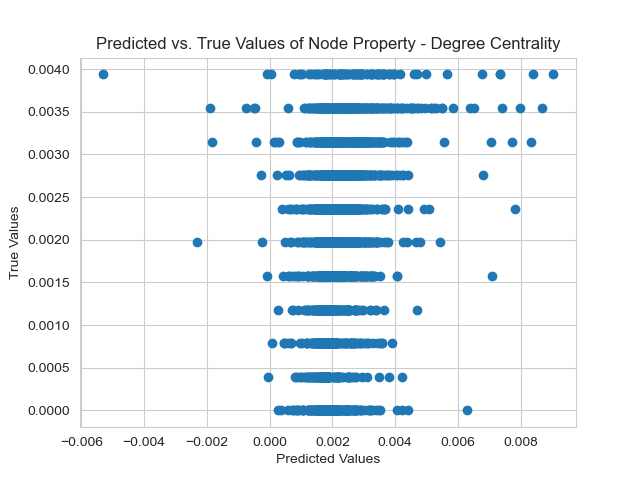 Predicted vs. True Values of Node Property - Degree Centrality
0.0040
0.0035
0.0030
0.0025
0.0020
0.0015
0.0010
0.0005
0.0000
True Values
−0.006 −0.004 −0.002 0.000 0.002 0.004 0.006 0.008
Predicted Values